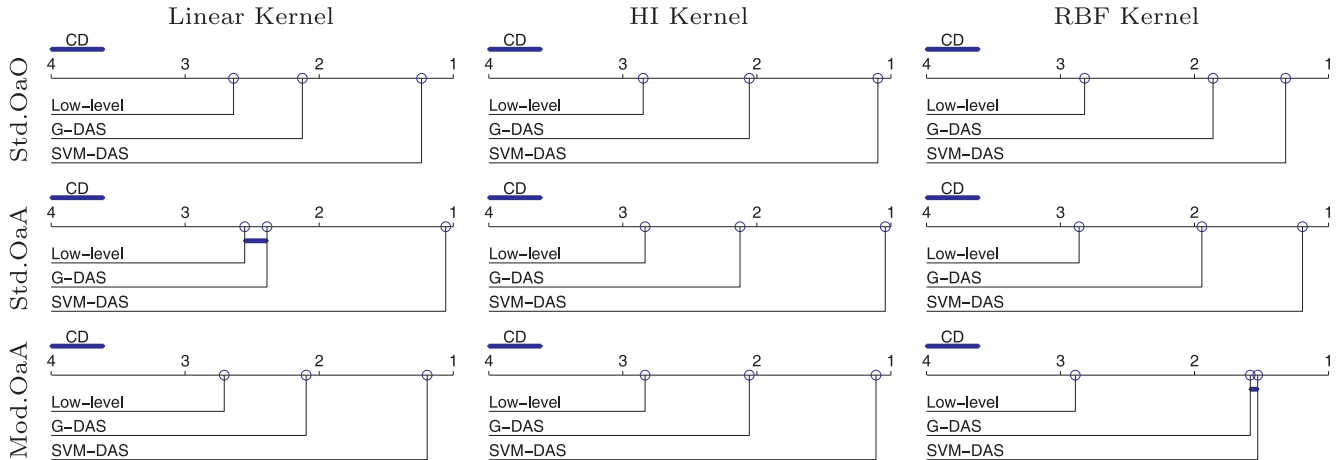 Linear Kernel HI Kernel RBF Kernel
Std.OaO
CD CD CD
4 3 2 1 4 3 2 1 4 3 2 1
Low−level Low−level Low−level
G−DAS G−DAS G−DAS
SVM−DAS SVM−DAS SVM−DAS
Std.OaA
CD CD CD
4 3 2 1 4 3 2 1 4 3 2 1
Low−level Low−level Low−level
G−DAS G−DAS G−DAS
SVM−DAS SVM−DAS SVM−DAS
Mod.OaA
CD CD CD
4 3 2 1 4 3 2 1 4 3 2 1
Low−level Low−level Low−level
G−DAS G−DAS G−DAS
SVM−DAS SVM−DAS SVM−DAS